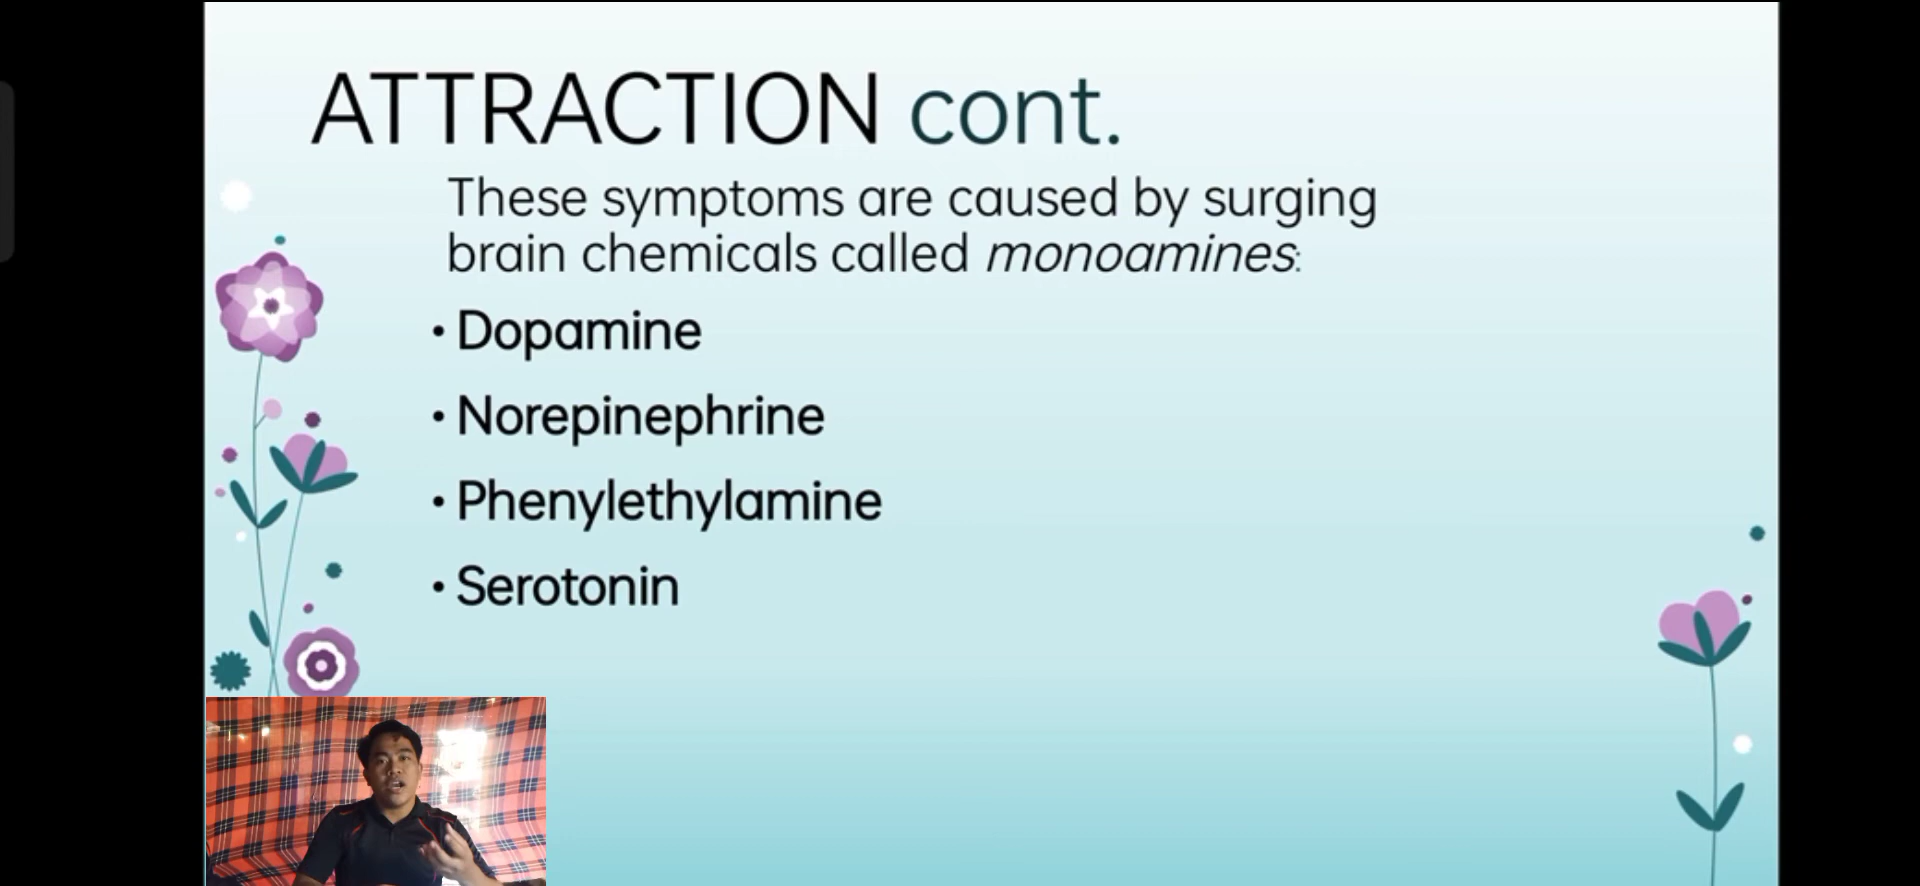 ATTRACTION cont.
These symptoms are caused by surging
brain chemicals called monoamines:
• Dopamine
• Norepinephrine
• Phenylethylamine
• Serotonin